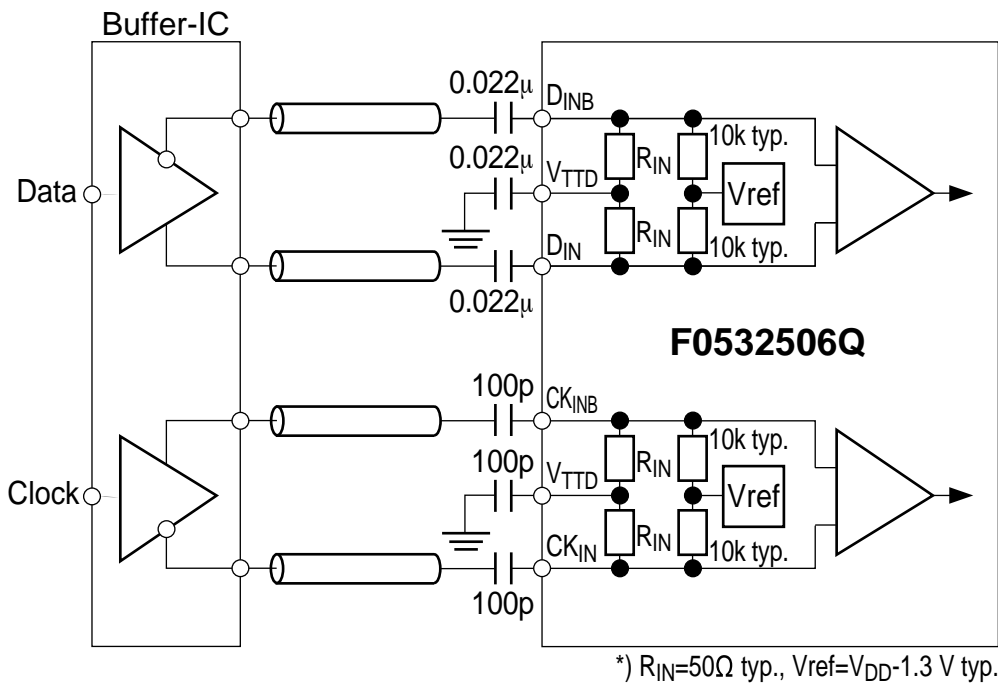 Buffer-IC
0.022μ
DINB
10k typ.
RIN
0.022μ
VTTD
Data
Vref
RIN
DIN
10k typ.
0.022μ
F0532506Q
100p
CKINB
10k typ.
RIN
100p
VTTD
Clock
Vref
RIN
CKIN
10k typ.
100p
*) RIN=50Ω typ., Vref=VDD-1.3 V typ.